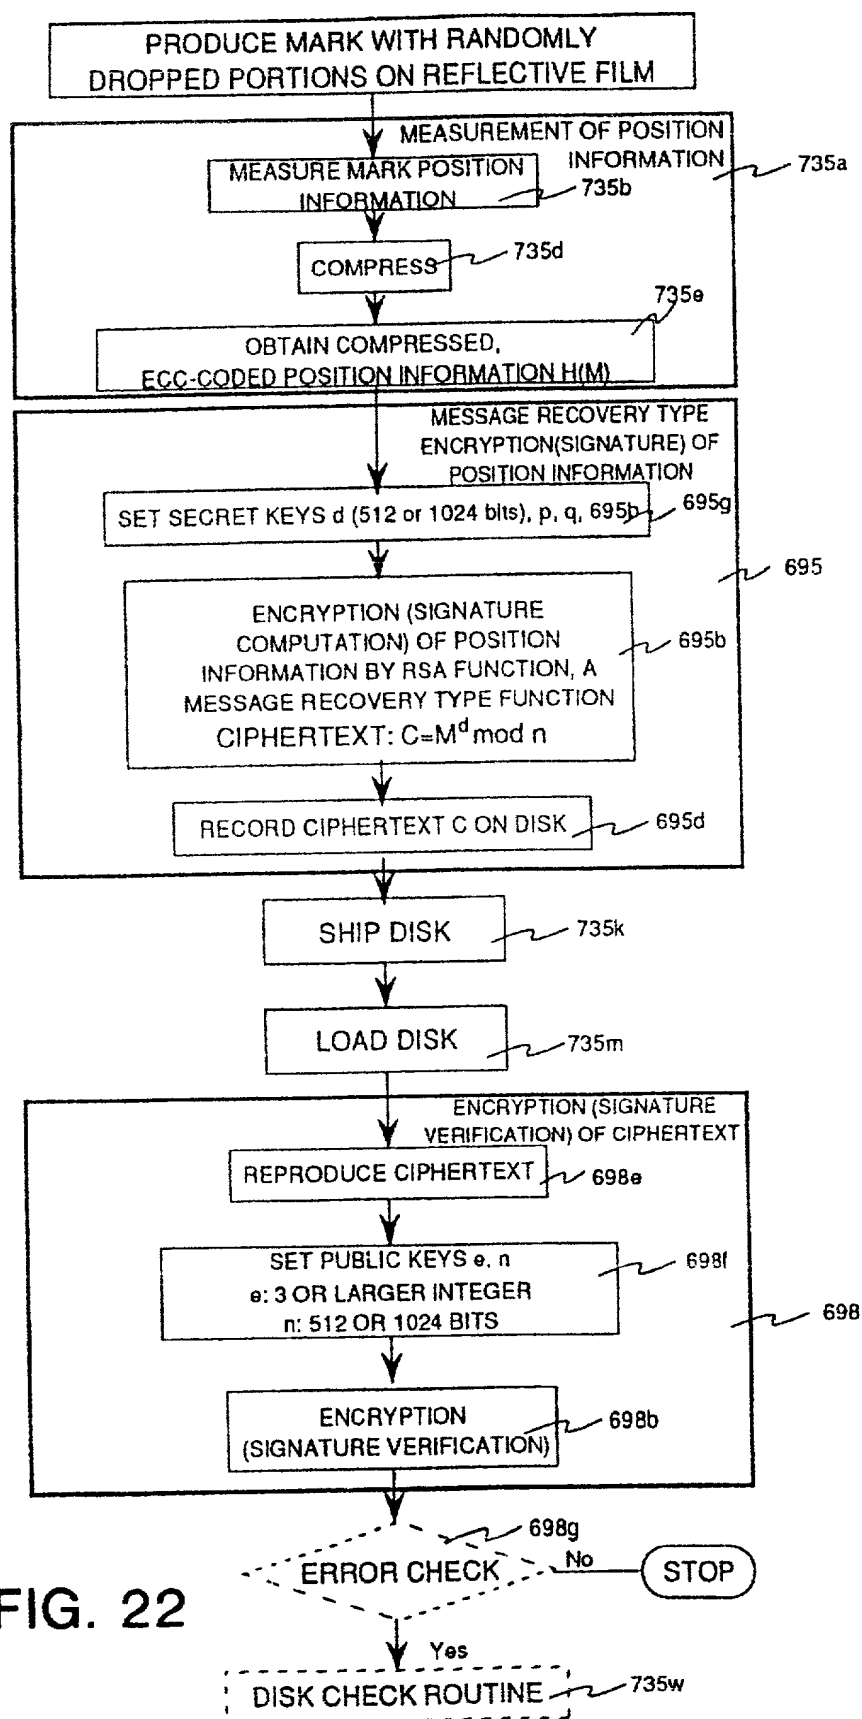 PRODUCE MARK WITH RANDOMLY
DROPPED PORTIONS ON REFLECTIVE FILM
MEASUREMENT OF POSITION
INFORMATION
735a
MEASURE MARK POSITION
INFORMATION
735b
COMPRESS
735d
735e
OBTAIN COMPRESSED,
ECC-CODED POSITION INFORMATION H(M)
MESSAGE RECOVERY TYPE
ENCRYPTION(SIGNATURE) OF
POSITION INFORMATION
SET SECRET KEYS d (512 or 1024 bits), p, q, 695b
695g
695
ENCRYPTION (SIGNATURE
COMPUTATION) OF POSITION
INFORMATION BY RSA FUNCTION, A
MESSAGE RECOVERY TYPE FUNCTION
CIPHERTEXT: C=M^d mod n
695b
RECORD CIPHERTEXT C ON DISK
695d
SHIP DISK
735k
LOAD DISK
735m
ENCRYPTION (SIGNATURE
VERIFICATION) OF CIPHERTEXT
REPRODUCE CIPHERTEXT
698e
SET PUBLIC KEYS e, n
e: 3 OR LARGER INTEGER
n: 512 OR 1024 BITS
698f
698
ENCRYPTION
(SIGNATURE VERIFICATION)
698b
698g
ERROR CHECK
No
STOP
FIG. 22
Yes
DISK CHECK ROUTINE
735w